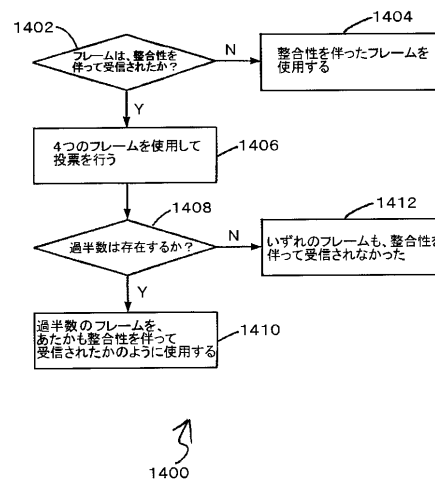 1402
フレームは、整合性を
伴って受信されたか？
N
1404
整合性を伴ったフレームを
使用する
Y
4つのフレームを使用して
投票を行う
1406
1408
過半数は存在するか？
N
1412
いずれのフレームも、整合性を
伴って受信されなかった
Y
過半数のフレームを、
あたかも整合性を伴って
受信されたかのように使用する
1410
1400